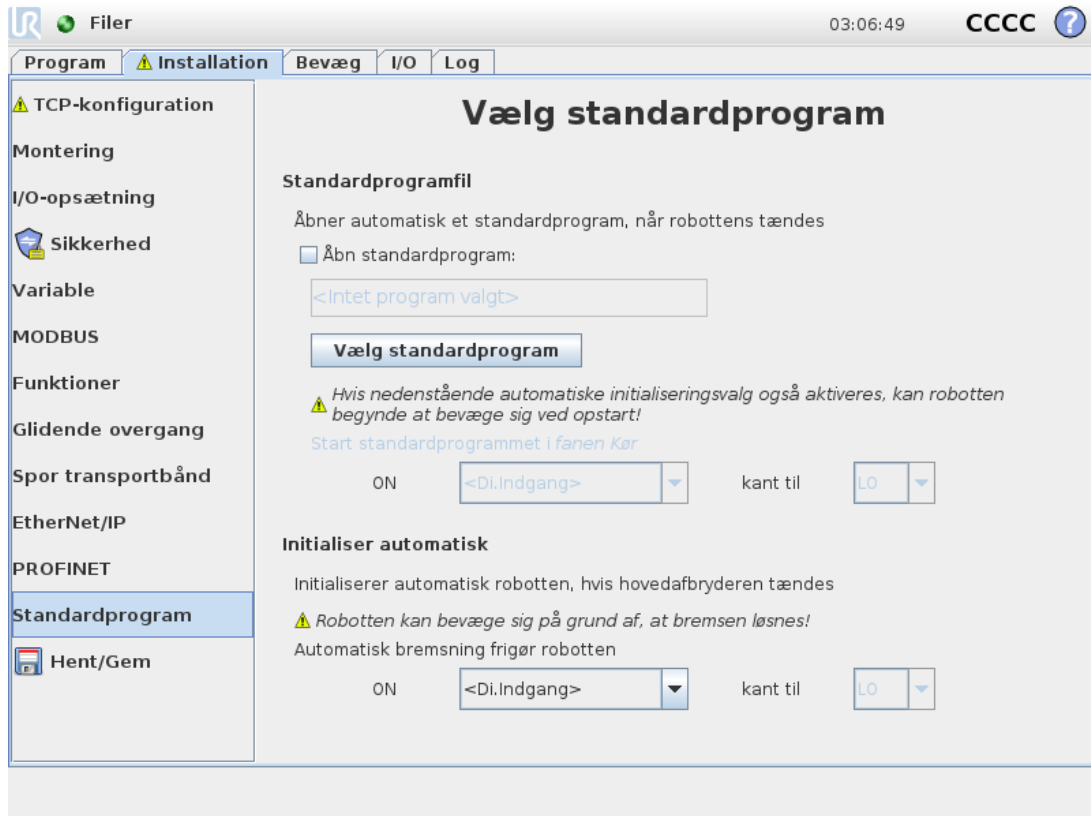 UR Filer 03:06:49 CCCC ?
Program Installation Bevæg I/O Log
TCP-konfiguration
Montering
I/O-opsætning
Sikkerhed
Variable
MODBUS
Funktioner
Glidende overgang
Spor transportbånd
EtherNet/IP
PROFINET
Standardprogram
Hent/Gem
Vælg standardprogram
Standardprogramfil
Åbner automatisk et standardprogram, når robottens tændes
Åbn standardprogram:
<Intet program valgt>
Vælg standardprogram
Hvis nedenstående automatiske initialiseringsvalg også aktiveres, kan robotten
begynde at bevæge sig ved opstart!
Start standardprogrammet i fanen Kør
ON <Di.Indgang> kant til LO
Initialiser automatisk
Initialiserer automatisk robotten, hvis hovedafbryderen tændes
Robotten kan bevæge sig på grund af, at bremsen løsnes!
Automatisk bremsning frigør robotten
ON <Di.Indgang> kant til LO